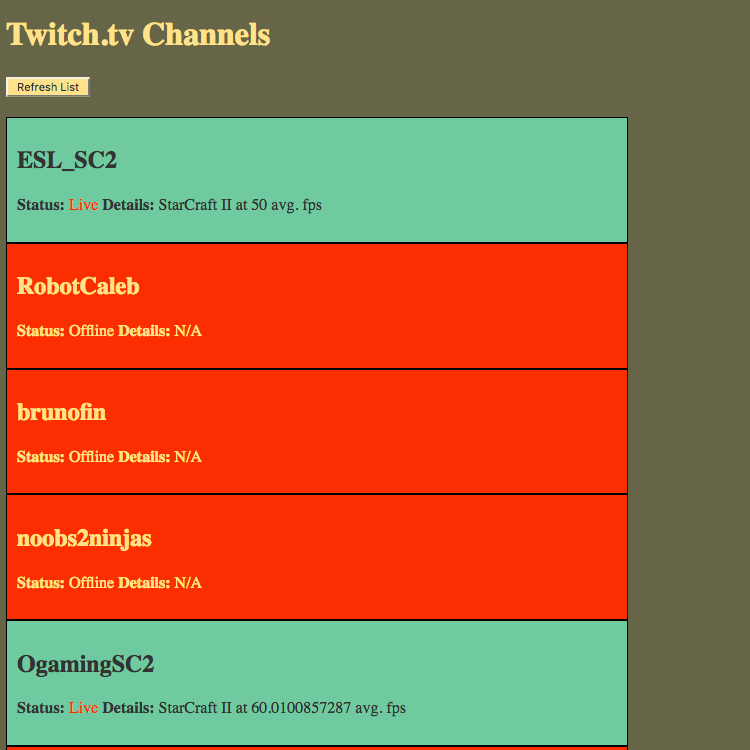 Twitch.tv Channels
Refresh List
ESL_SC2
Status: Live Details: StarCraft II at 50 avg. fps
RobotCaleb
Status: Offline Details: N/A
brunofin
Status: Offline Details: N/A
noobs2ninjas
Status: Offline Details: N/A
OgamingSC2
Status: Live Details: StarCraft II at 60.0100857287 avg. fps